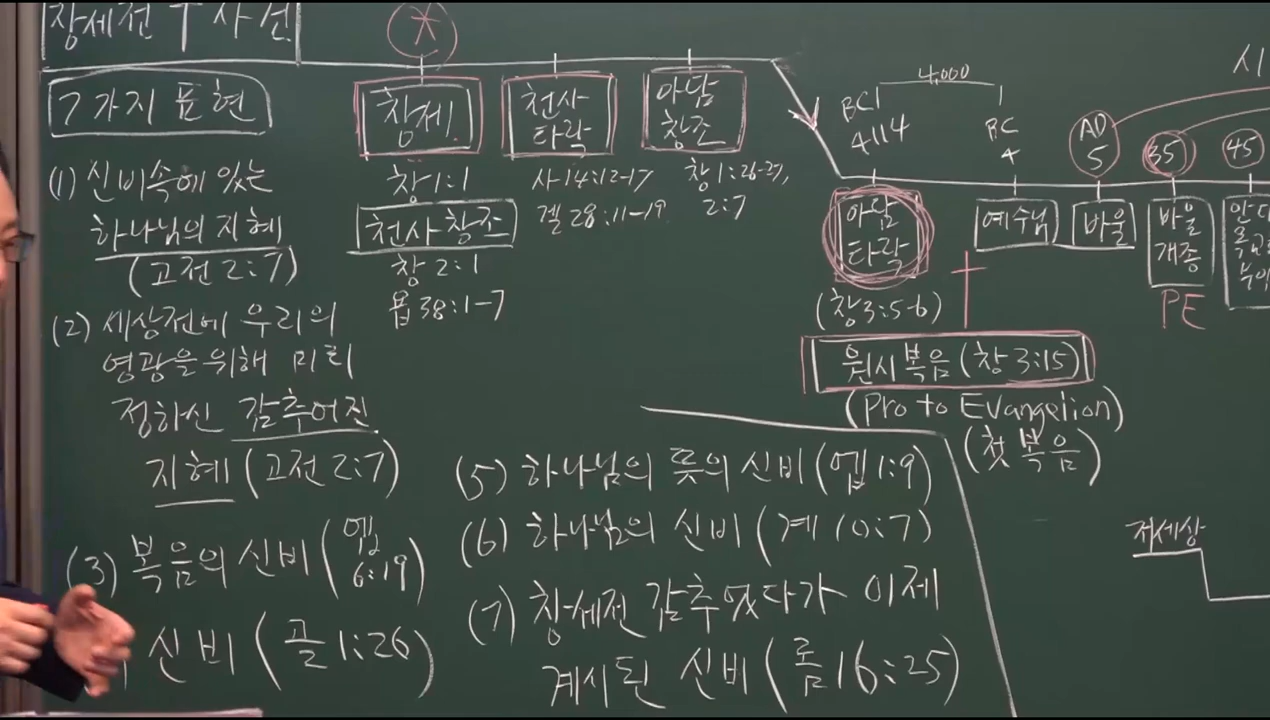 창세전 구사선
7가지 표현
(1) 신비속에 있는
하나님의 지혜
(고전 2:7)
(2) 세상전에 우리의
영광을 위해 미리
정하신 감추어진
지혜 (고전 2:7)
(3) 복음의 신비 (엡
6:19)
신비 (골 1:26)
*
창세
창 1:1
천사 창조
창 2:1
욥 38:1-7
천사
타락
사 14:12-17
겔 28:11-19
아담
창조
창 1:26-27,
2:7
(5) 하나님의 뜻의 신비 (엡 1:9)
(6) 하나님의 신비 (계 10:7)
(7) 창세전 감추었다가 이제
계시된 신비 (롬 16:25)
4,000
BC
4114
아담
타락
(창 3:5-6)
원시복음 (창 3:15)
(Pro to Evangelion)
(첫 복음)
BC
4
예수님
AD
5
바울
35
바울
개종
PE
45
저세상